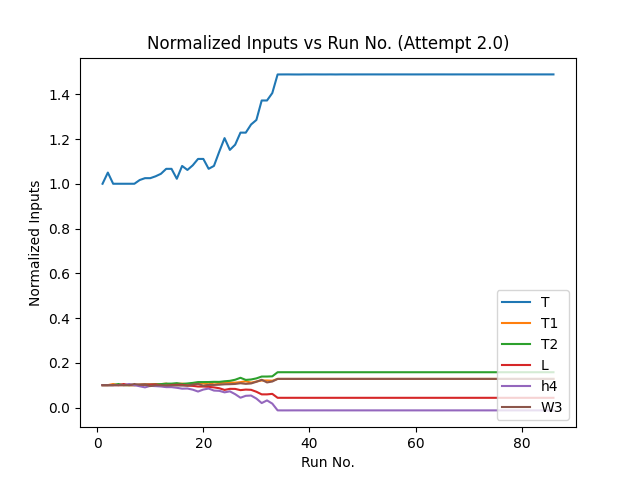 Normalized Inputs vs Run No. (Attempt 2.0)
Normalized Inputs
1.4
1.2
1.0
0.8
0.6
0.4
0.2
0.0
T
T1
T2
L
h4
W3
0
20
40
60
80
Run No.